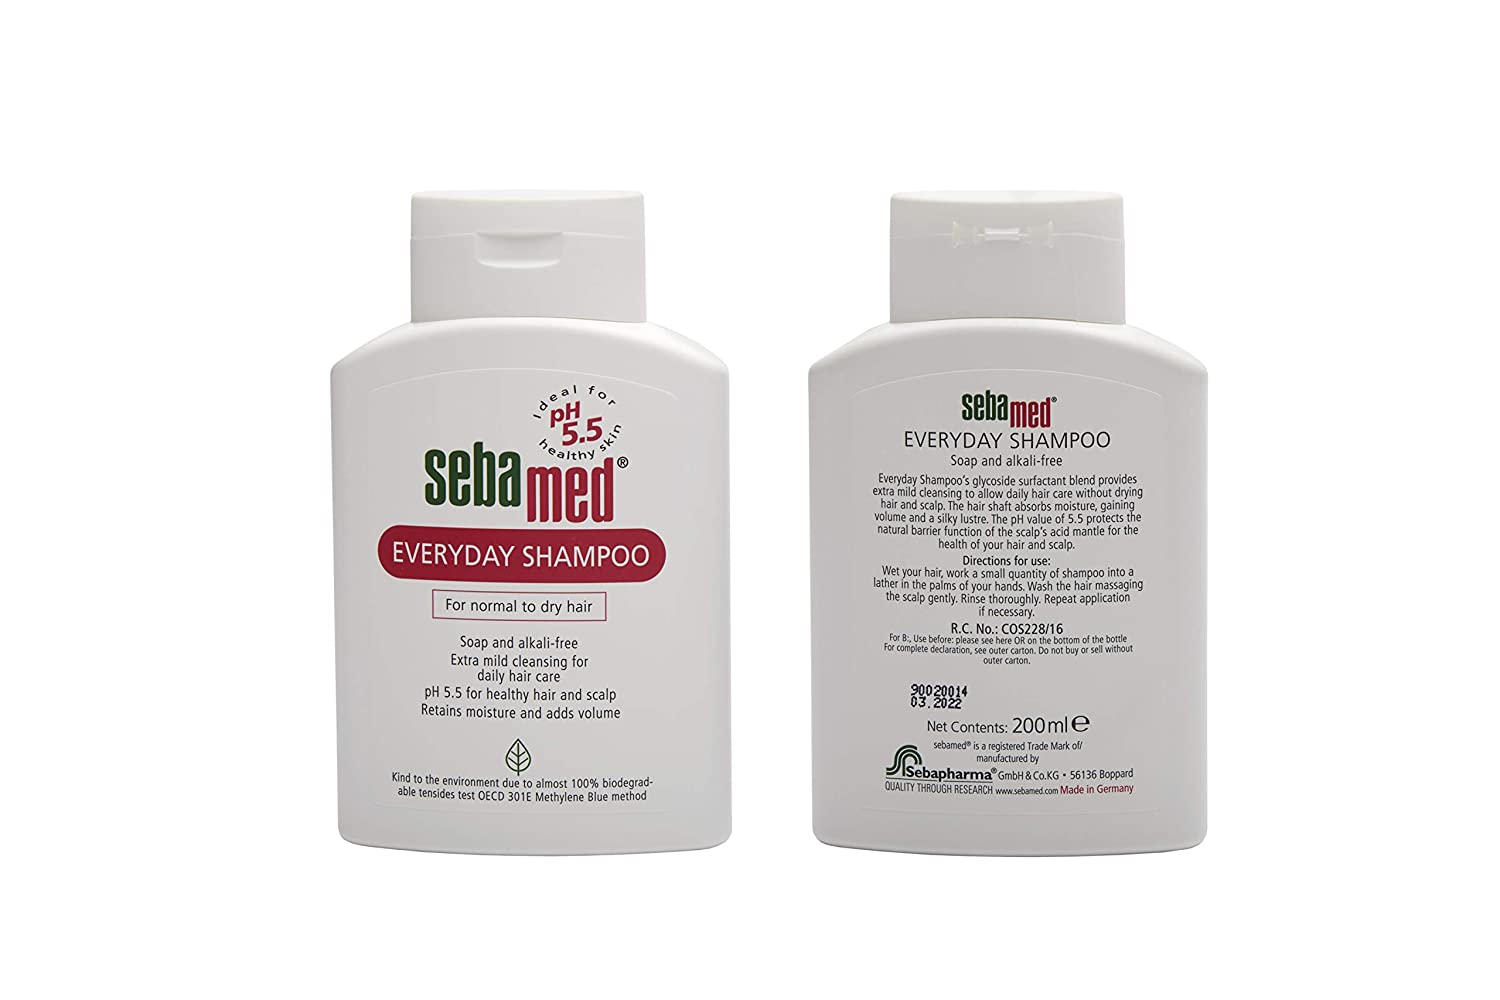 Ideal for
pH
5.5
healthy skin
sebamed®
EVERYDAY SHAMPOO
For normal to dry hair
Soap and alkali-free
Extra mild cleansing for
daily hair care
pH 5.5 for healthy hair and scalp
Retains moisture and adds volume
Kind to the environment due to almost 100% biodegrad-
able tensides test OECD 301E Methylene Blue method
sebamed®
EVERYDAY SHAMPOO
Soap and alkali-free
Everyday Shampoo's glycoside surfactant blend provides
extra mild cleansing to allow daily hair care without drying
hair and scalp. The hair shaft absorbs moisture, gaining
volume and a silky lustre. The pH value of 5.5 protects the
natural barrier function of the scalp's acid mantle for the
health of your hair and scalp.
Directions for use:
Wet your hair, work a small quantity of shampoo into a
lather in the palms of your hands. Wash the hair massaging
the scalp gently. Rinse thoroughly. Repeat application
if necessary.
R.C. No.: COS228/16
For B:, Use before: please see here OR on the bottom of the bottle
For complete declaration, see outer carton. Do not buy or sell without
outer carton.
90020014
03.2022
Net Contents: 200ml℮
sebamed® is a registered Trade Mark of/
manufactured by
Sebapharma® GmbH & Co.KG • 56136 Boppard
QUALITY THROUGH RESEARCH www.sebamed.com Made in Germany